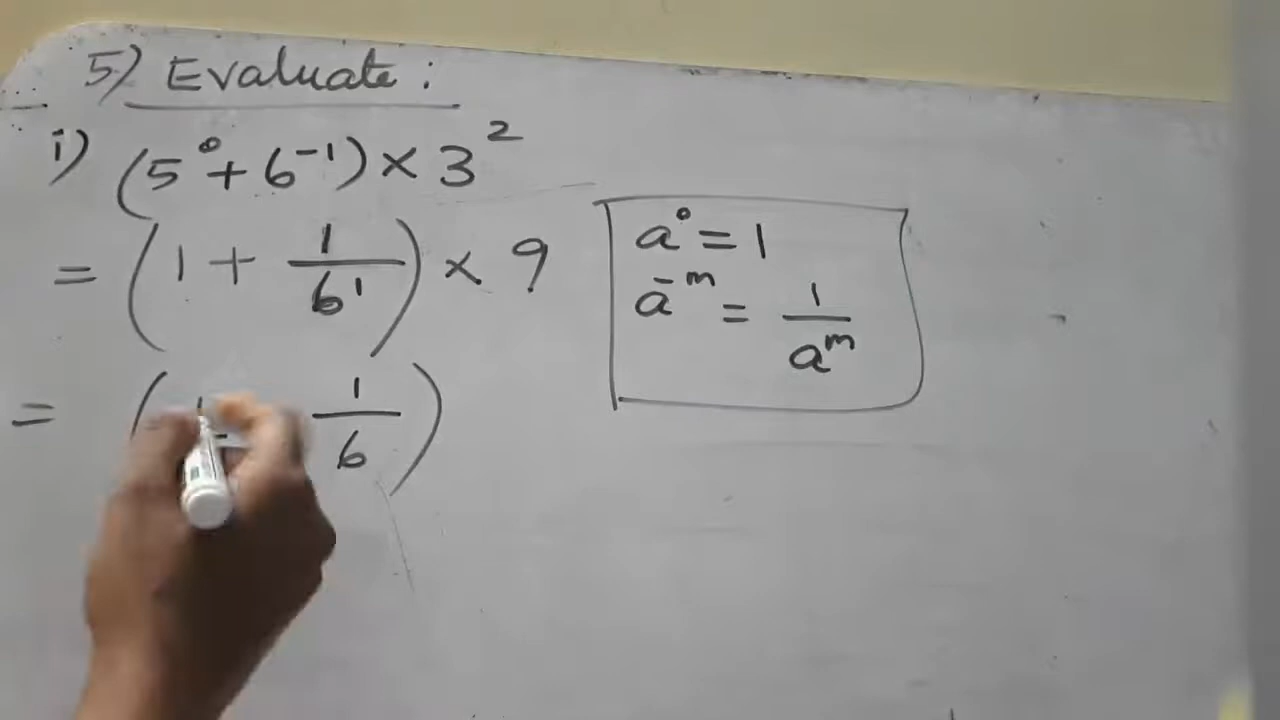 5) Evaluate :
i) (5⁰ + 6⁻¹) × 3²
= (1 + 1/6¹) × 9
a⁰ = 1
a⁻ᵐ = 1/aᵐ
= ( 1/6 )